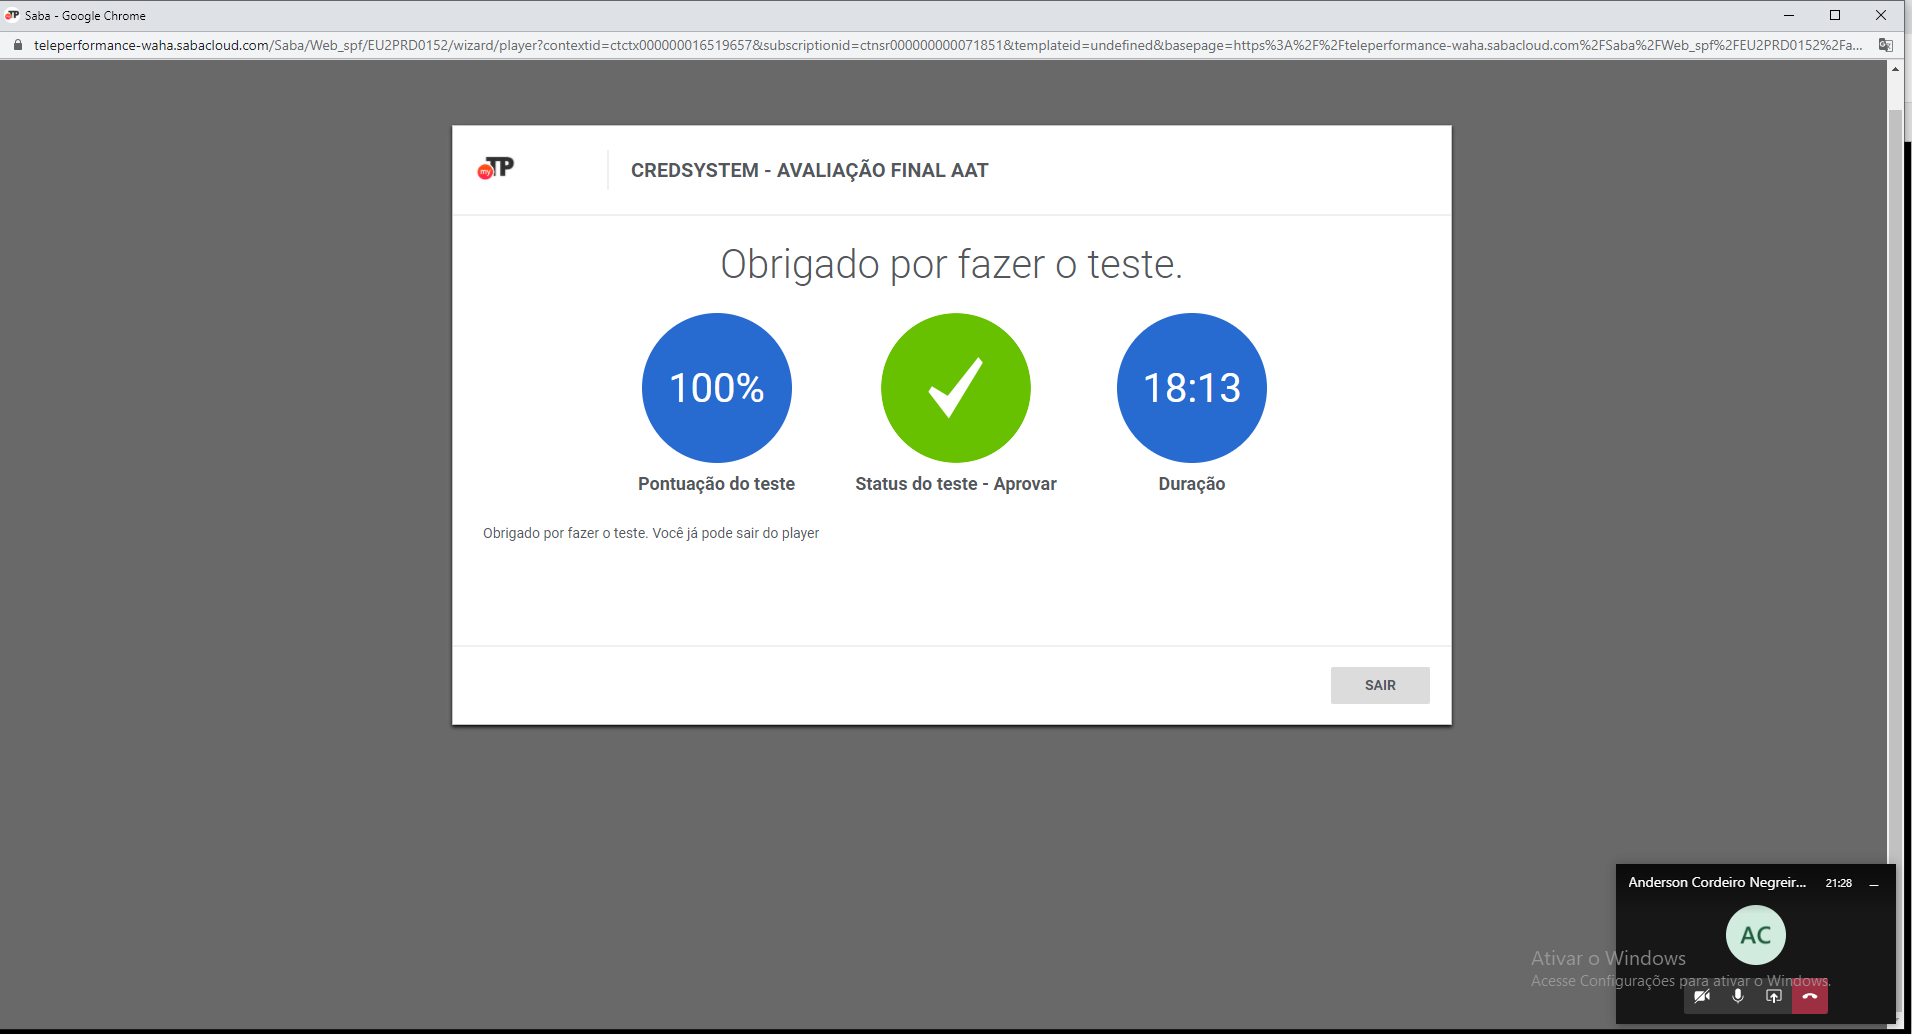 Saba - Google Chrome
teleperformance-waha.sabacloud.com/Saba/Web_spf/EU2PRD0152/wizard/player?contextid=ctctx000000016519657&subscriptionid=ctnsr000000000071851&templateid=undefined&basepage=https%3A%2F%2Fteleperformance-waha.sabacloud.com%2FSaba%2FWeb_spf%2FEU2PRD0152%2Fa...
myTP
CREDSYSTEM - AVALIAÇÃO FINAL AAT
Obrigado por fazer o teste.
100%
18:13
Pontuação do teste
Status do teste - Aprovar
Duração
Obrigado por fazer o teste. Você já pode sair do player
SAIR
Anderson Cordeiro Negreir... 21:28
AC
Ativar o Windows
Acesse Configurações para ativar o Windows.